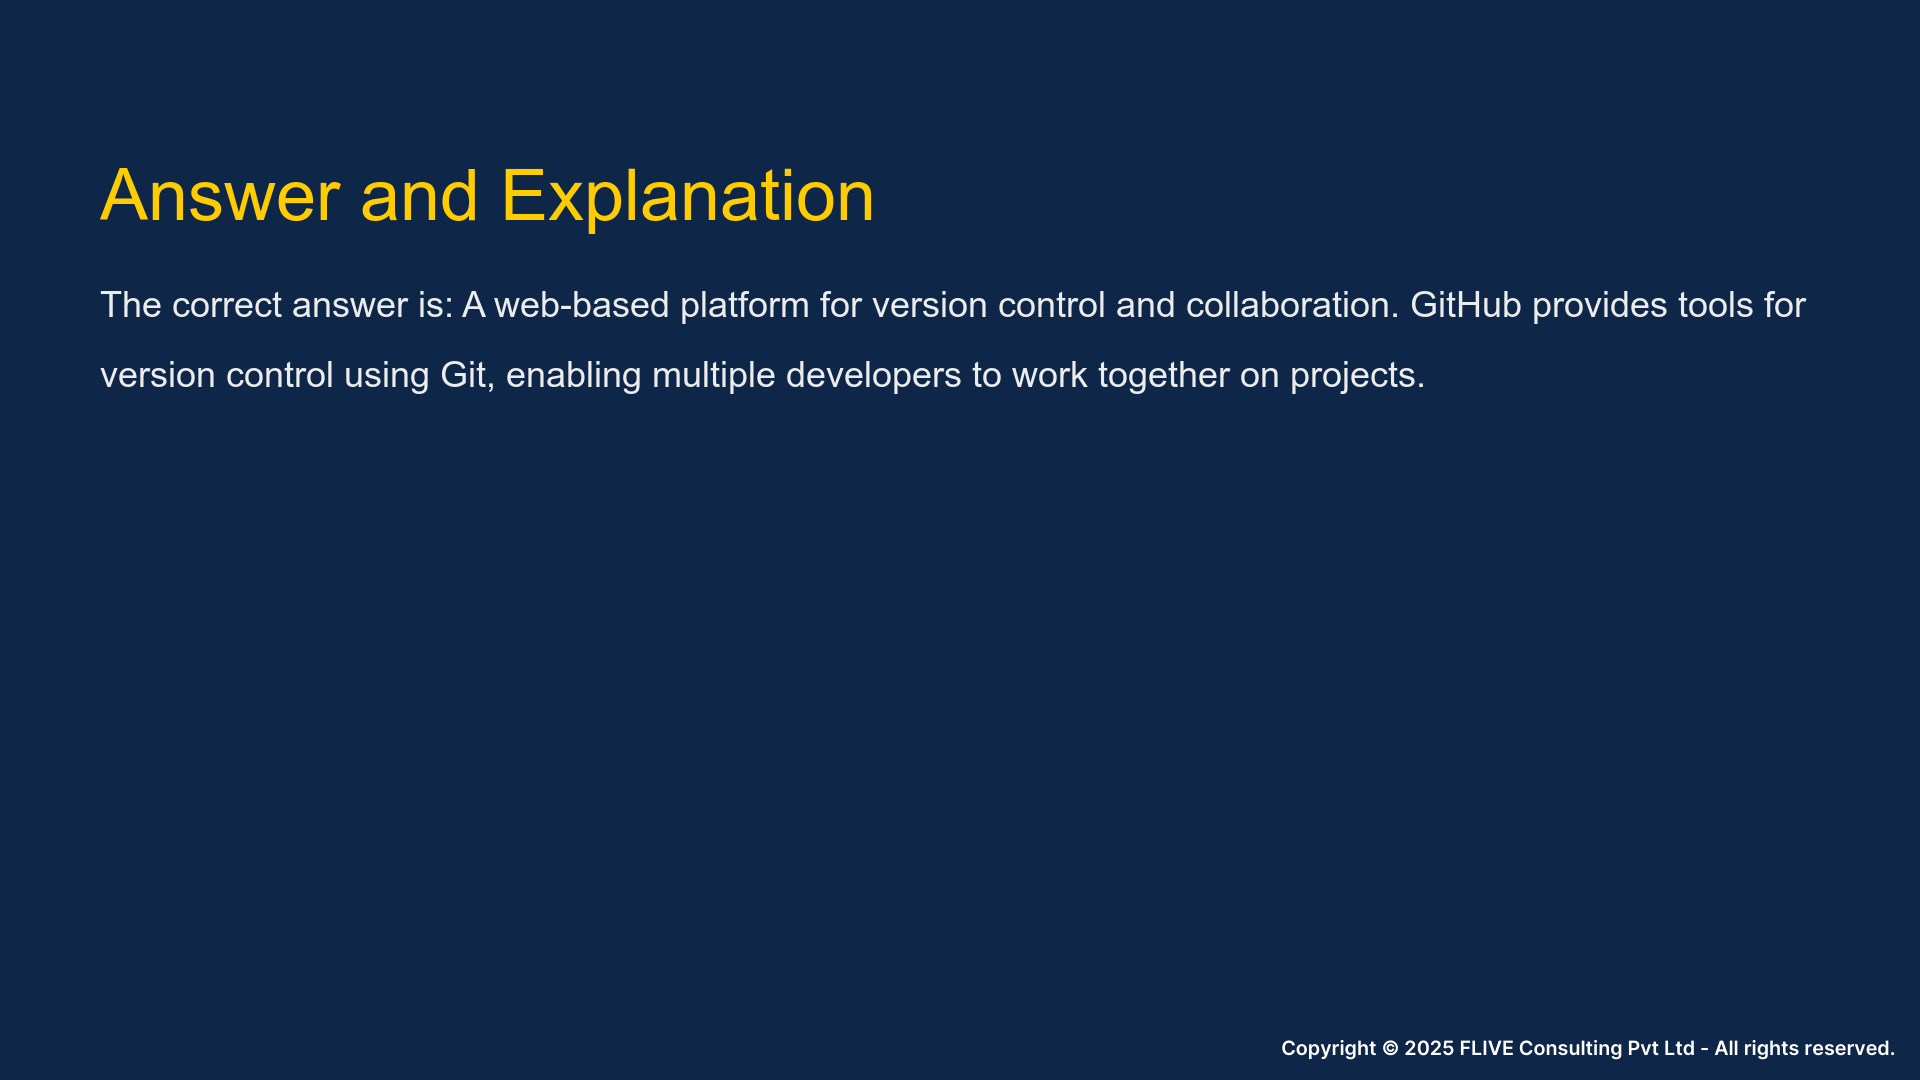 Answer and Explanation
The correct answer is: A web-based platform for version control and collaboration. GitHub provides tools for
version control using Git, enabling multiple developers to work together on projects.
Copyright © 2025 FLIVE Consulting Pvt Ltd - All rights reserved.